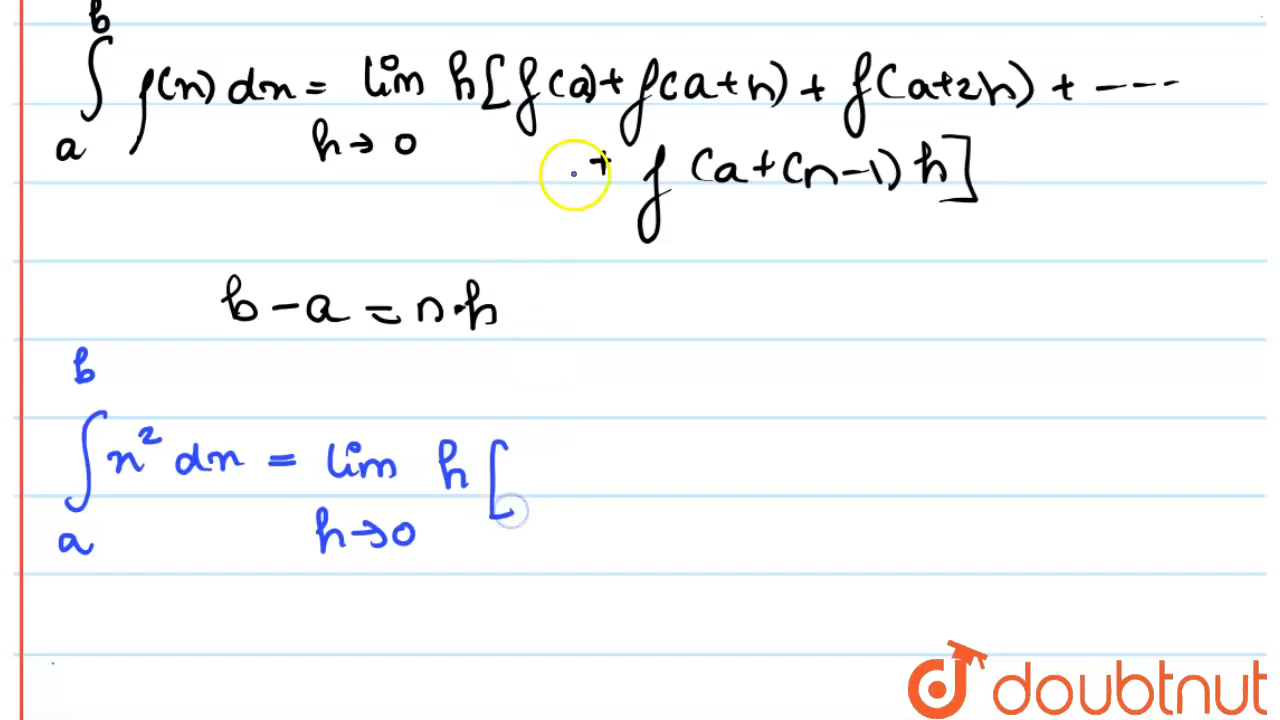 b
∫ f(x) dx = lim h [f(a) + f(a+h) + f(a+2h) + ----
a h→0 + f(a+(n-1)h]
b-a = n·h
b
∫ x² dx = lim h [
a h→0
doubtnut